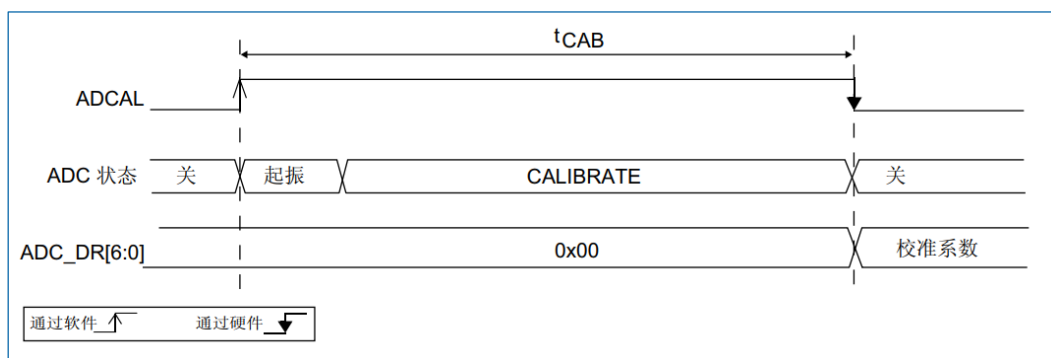 tCAB
ADCAL
ADC 状态 关 起振 CALIBRATE 关
ADC_DR[6:0] 0x00 校准系数
通过软件 通过硬件